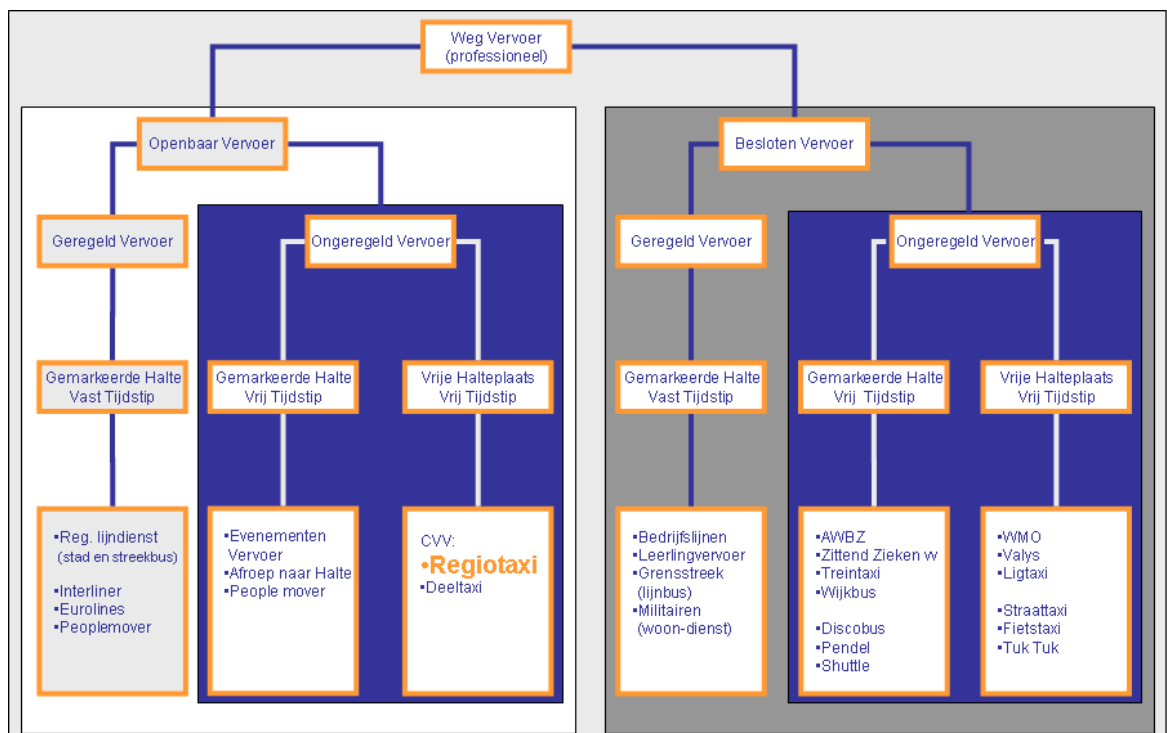 Weg Vervoer
(professioneel)
Openbaar Vervoer
Besloten Vervoer
Geregeld Vervoer
Ongeregeld Vervoer
Geregeld Vervoer
Ongeregeld Vervoer
Gemarkeerde Halte
Vast Tijdstip
Gemarkeerde Halte
Vrij Tijdstip
Vrije Halteplaats
Vrij Tijdstip
Gemarkeerde Halte
Vast Tijdstip
Gemarkeerde Halte
Vrij Tijdstip
Vrije Halteplaats
Vrij Tijdstip
▪Reg. lijndienst
(stad en streekbus)
▪Interliner
▪Eurolines
▪Peoplemover
▪Evenementen
Vervoer
▪Afroep naar Halte
▪People mover
CVV:
▪Regiotaxi
▪Deeltaxi
▪Bedrijfslijnen
▪Leerlingvervoer
▪Grensstreek
(lijnbus)
▪Militairen
(woon-dienst)
▪AWBZ
▪Zittend Zieken w
▪Treintaxi
▪Wijkbus
▪Discobus
▪Pendel
▪Shuttle
▪WMO
▪Valys
▪Ligtaxi
▪Straattaxi
▪Fietstaxi
▪Tuk Tuk